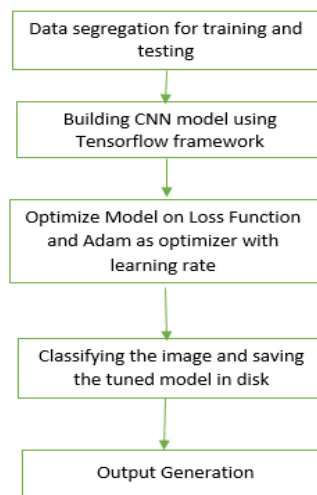 Data segregation for training and
testing
Building CNN model using
Tensorflow framework
Optimize Model on Loss Function
and Adam as optimizer with
learning rate
Classifying the image and saving
the tuned model in disk
Output Generation